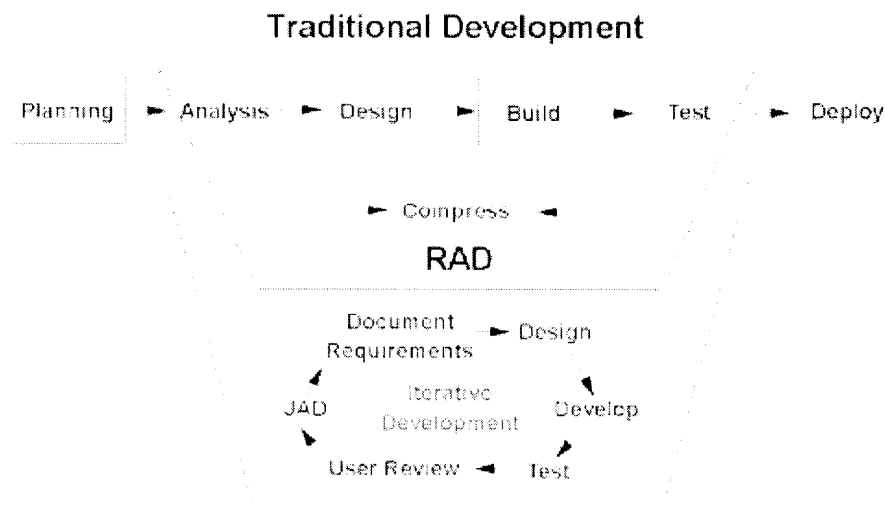 Traditional Development
Planning Analysis Design Build Test Deploy
Compress
RAD
Document
Requirements
Design
Iterative
Development
JAD
Develop
User Review
Test